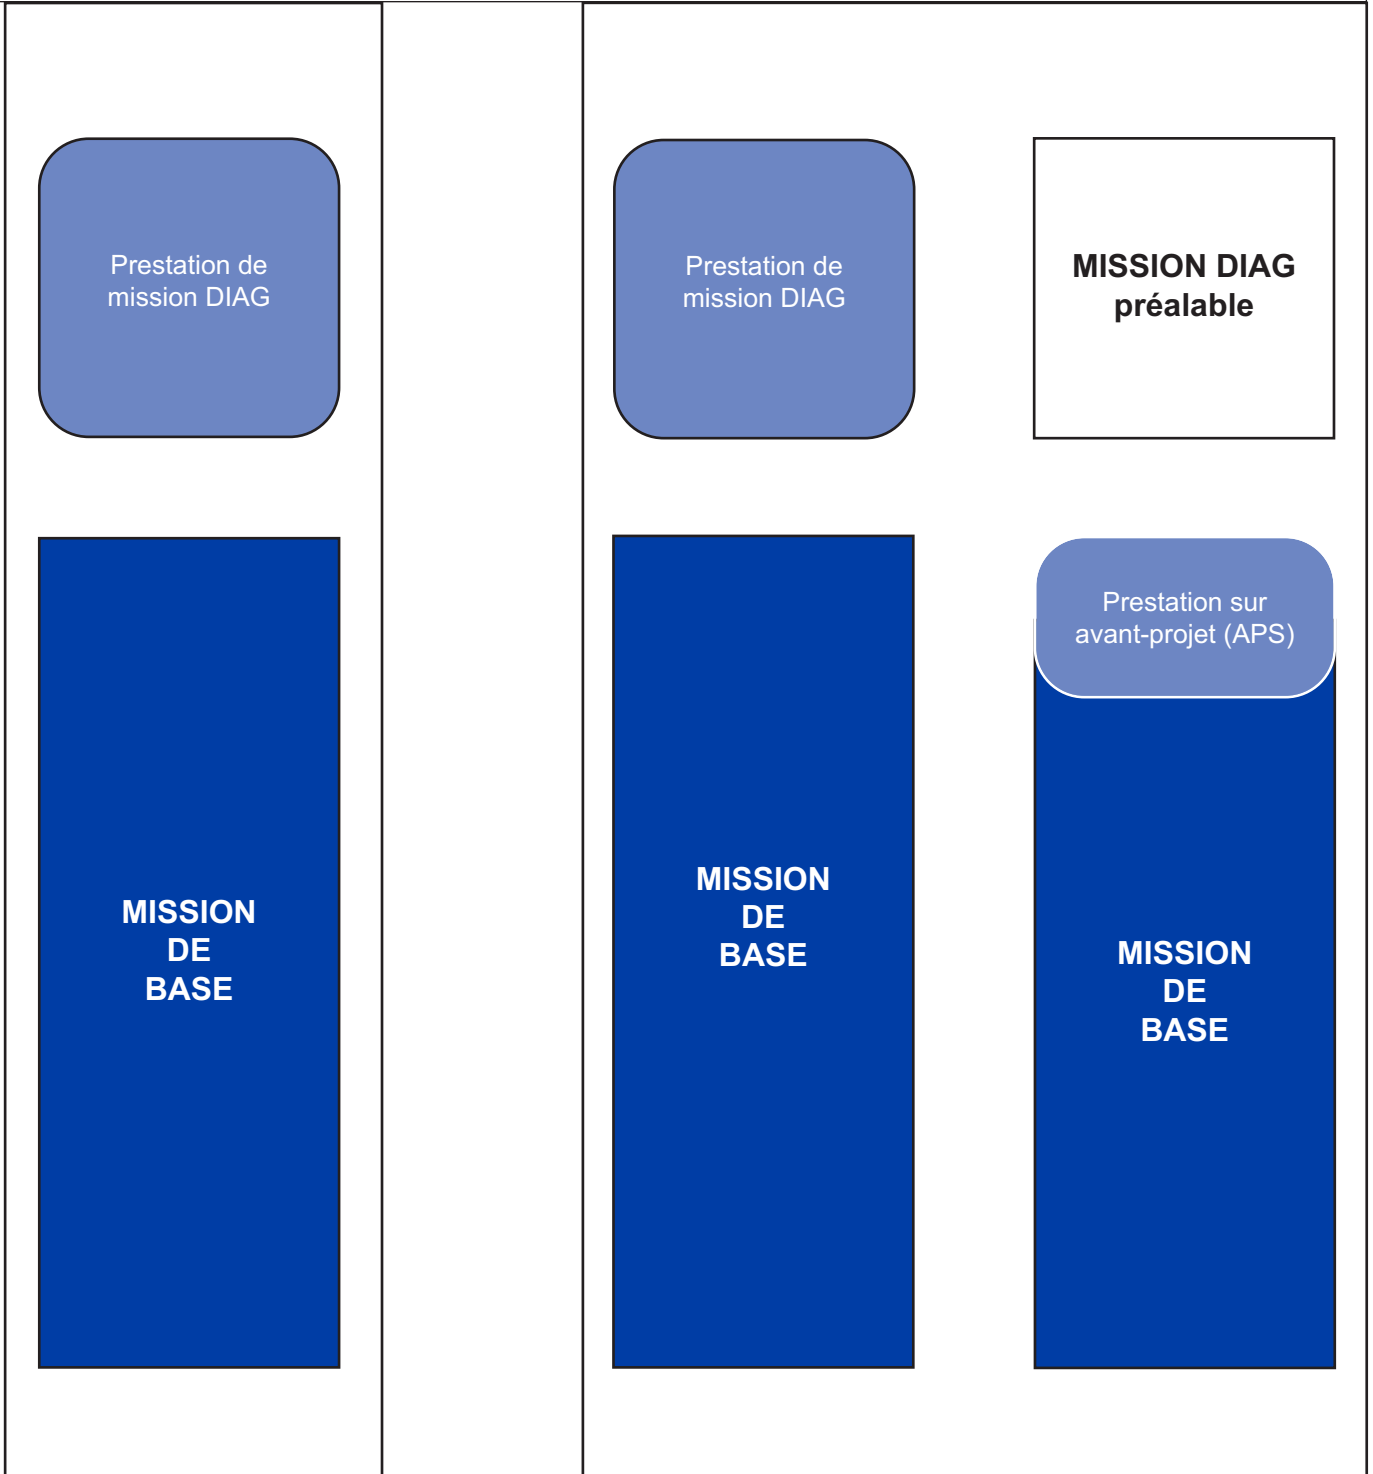 Prestation de
mission DIAG
Prestation de
mission DIAG
MISSION DIAG
préalable
Prestation sur
avant-projet (APS)
MISSION
DE
BASE
MISSION
DE
BASE
MISSION
DE
BASE